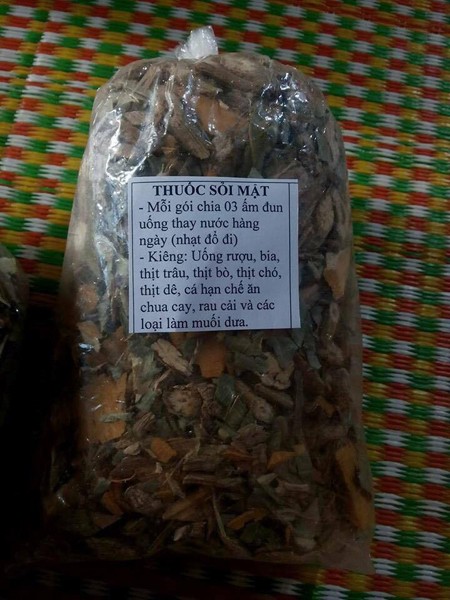 THUỐC SỎI MẬT
- Mỗi gói chia 03 ấm đun
uống thay nước hàng
ngày (nhạt đổ đi)
- Kiêng: Uống rượu, bia,
thịt trâu, thịt bò, thịt chó,
thịt dê, cá hạn chế ăn
chua cay, rau cải và các
loại làm muối dưa.